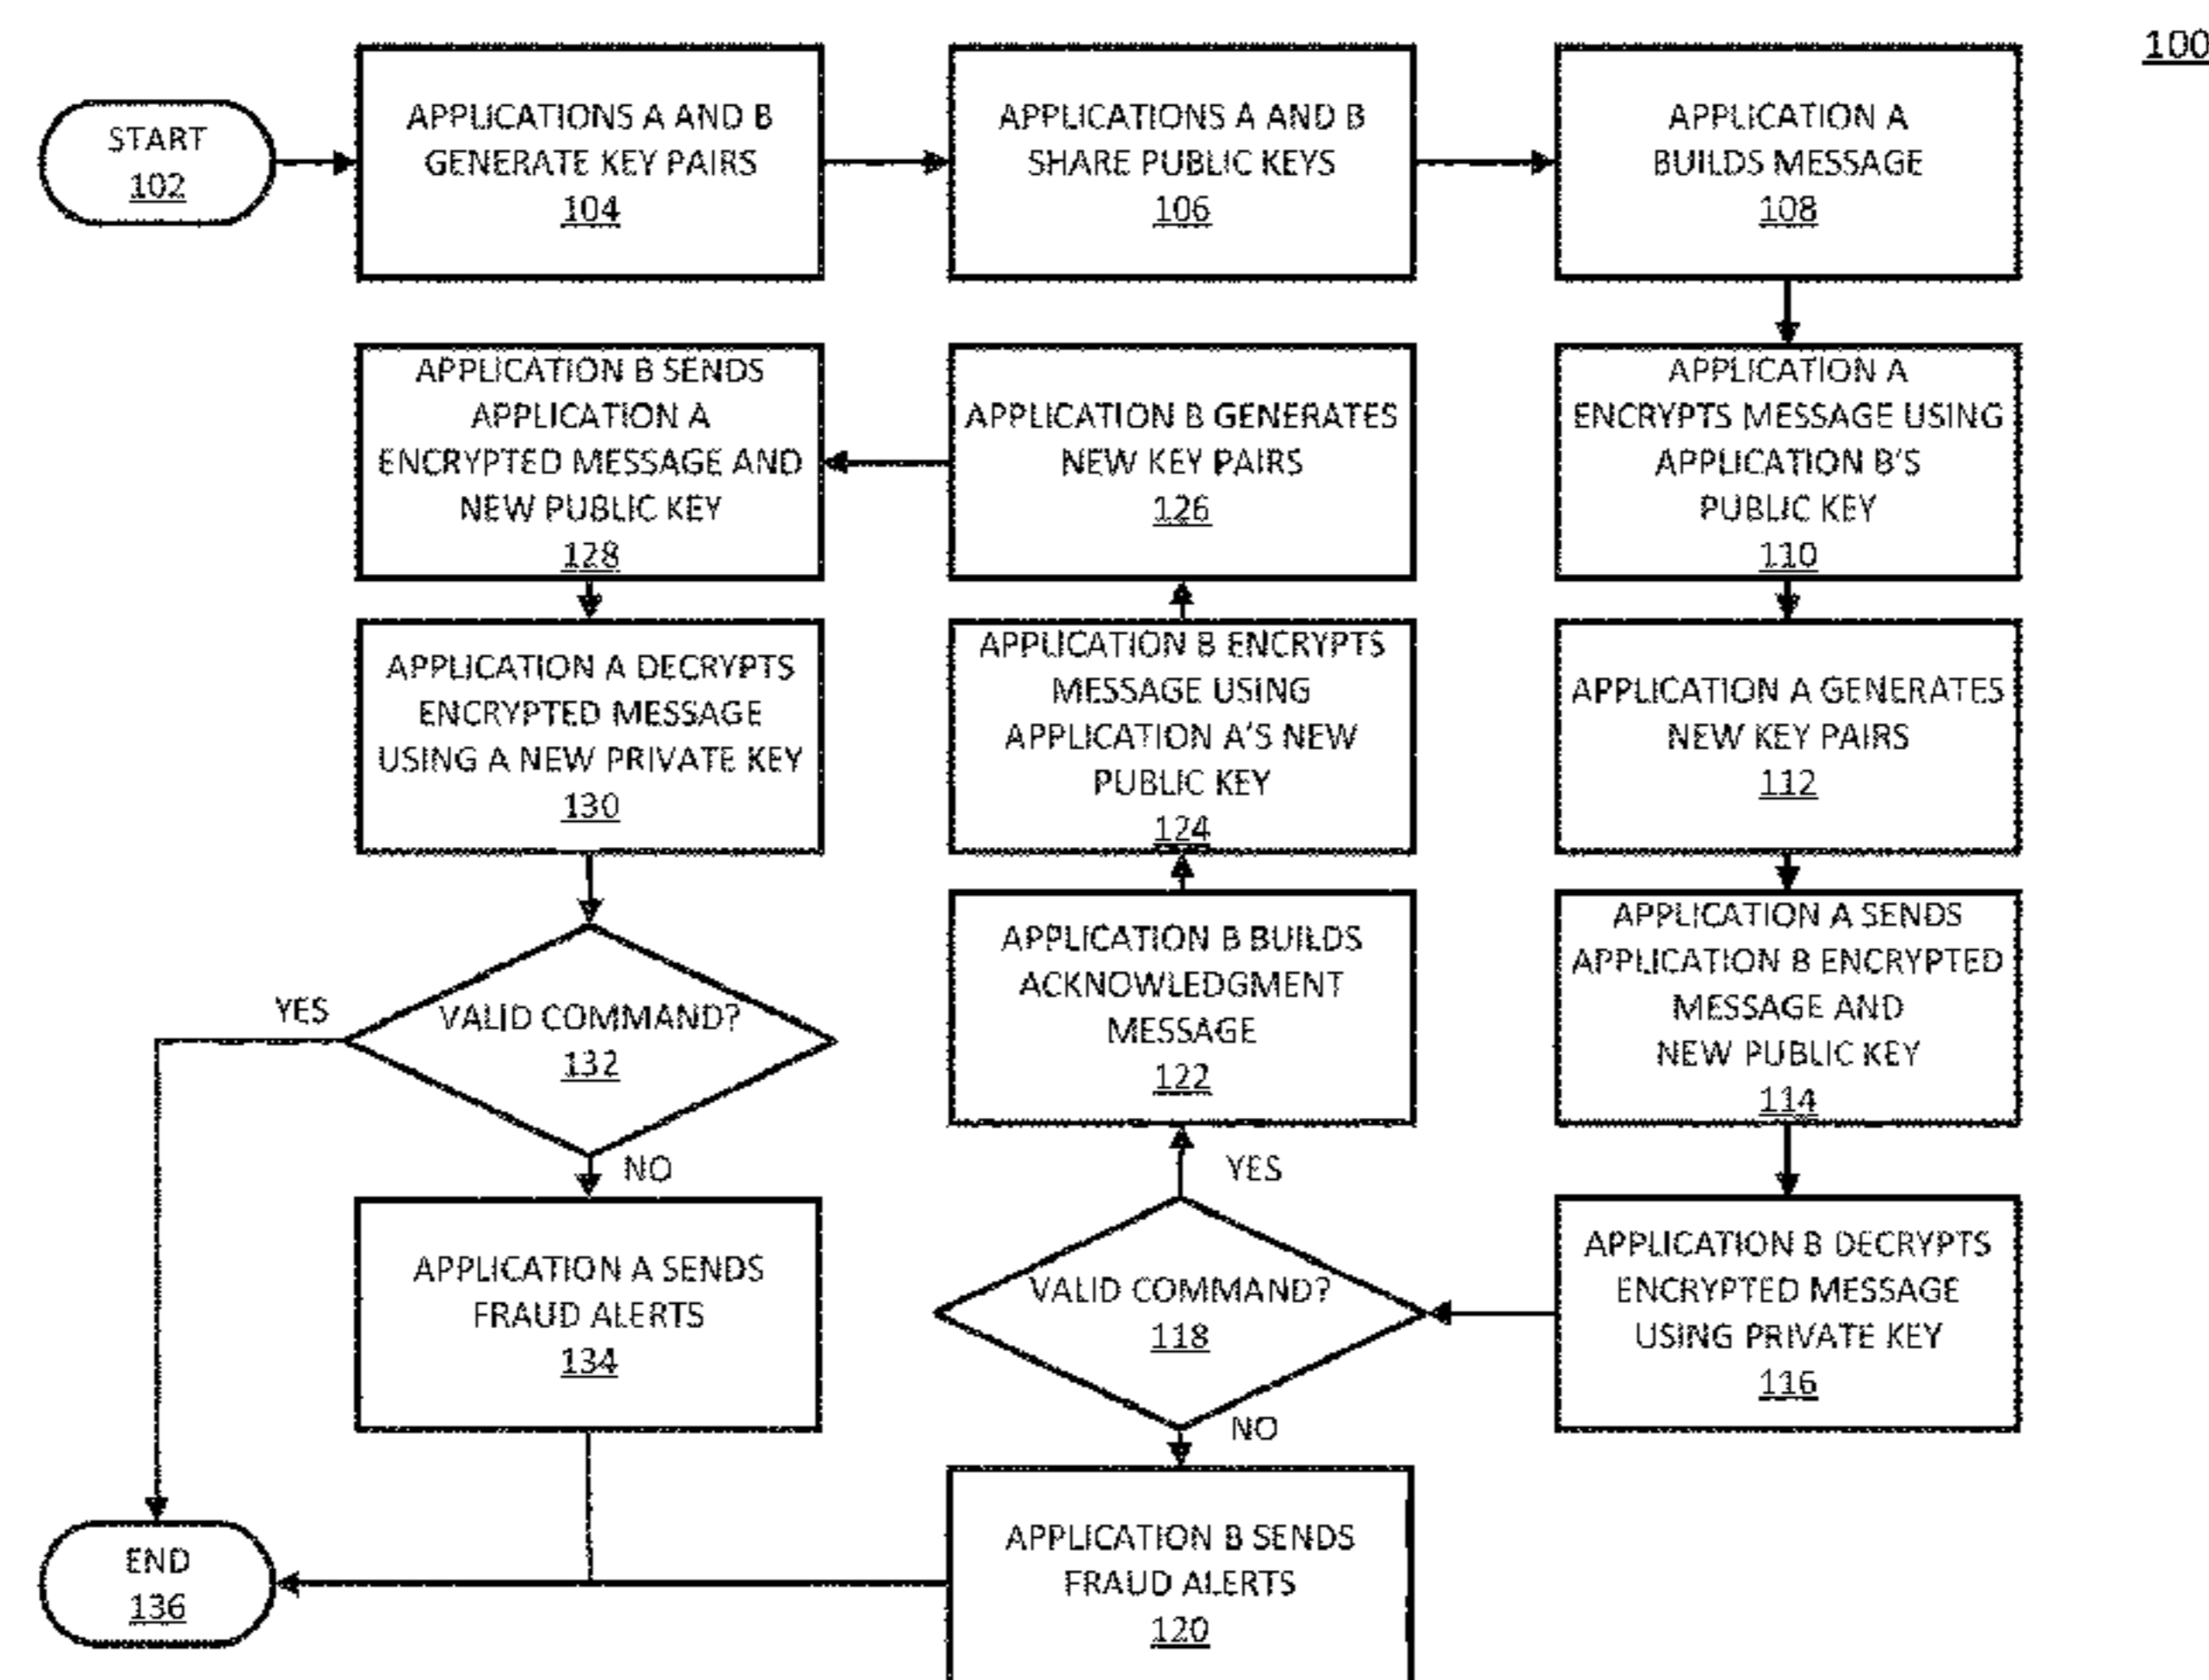 100
START
102
APPLICATIONS A AND B
GENERATE KEY PAIRS
104
APPLICATIONS A AND B
SHARE PUBLIC KEYS
106
APPLICATION A
BUILDS MESSAGE
108
APPLICATION A
ENCRYPTS MESSAGE USING
APPLICATION B'S
PUBLIC KEY
110
APPLICATION A GENERATES
NEW KEY PAIRS
112
APPLICATION A SENDS
APPLICATION B ENCRYPTED
MESSAGE AND
NEW PUBLIC KEY
114
APPLICATION B DECRYPTS
ENCRYPTED MESSAGE
USING PRIVATE KEY
116
VALID COMMAND?
118
NO
APPLICATION B SENDS
FRAUD ALERTS
120
YES
APPLICATION B BUILDS
ACKNOWLEDGMENT
MESSAGE
122
APPLICATION B ENCRYPTS
MESSAGE USING
APPLICATION A'S NEW
PUBLIC KEY
124
APPLICATION B GENERATES
NEW KEY PAIRS
126
APPLICATION B SENDS
APPLICATION A
ENCRYPTED MESSAGE AND
NEW PUBLIC KEY
128
APPLICATION A DECRYPTS
ENCRYPTED MESSAGE
USING A NEW PRIVATE KEY
130
VALID COMMAND?
132
YES
NO
APPLICATION A SENDS
FRAUD ALERTS
134
END
136